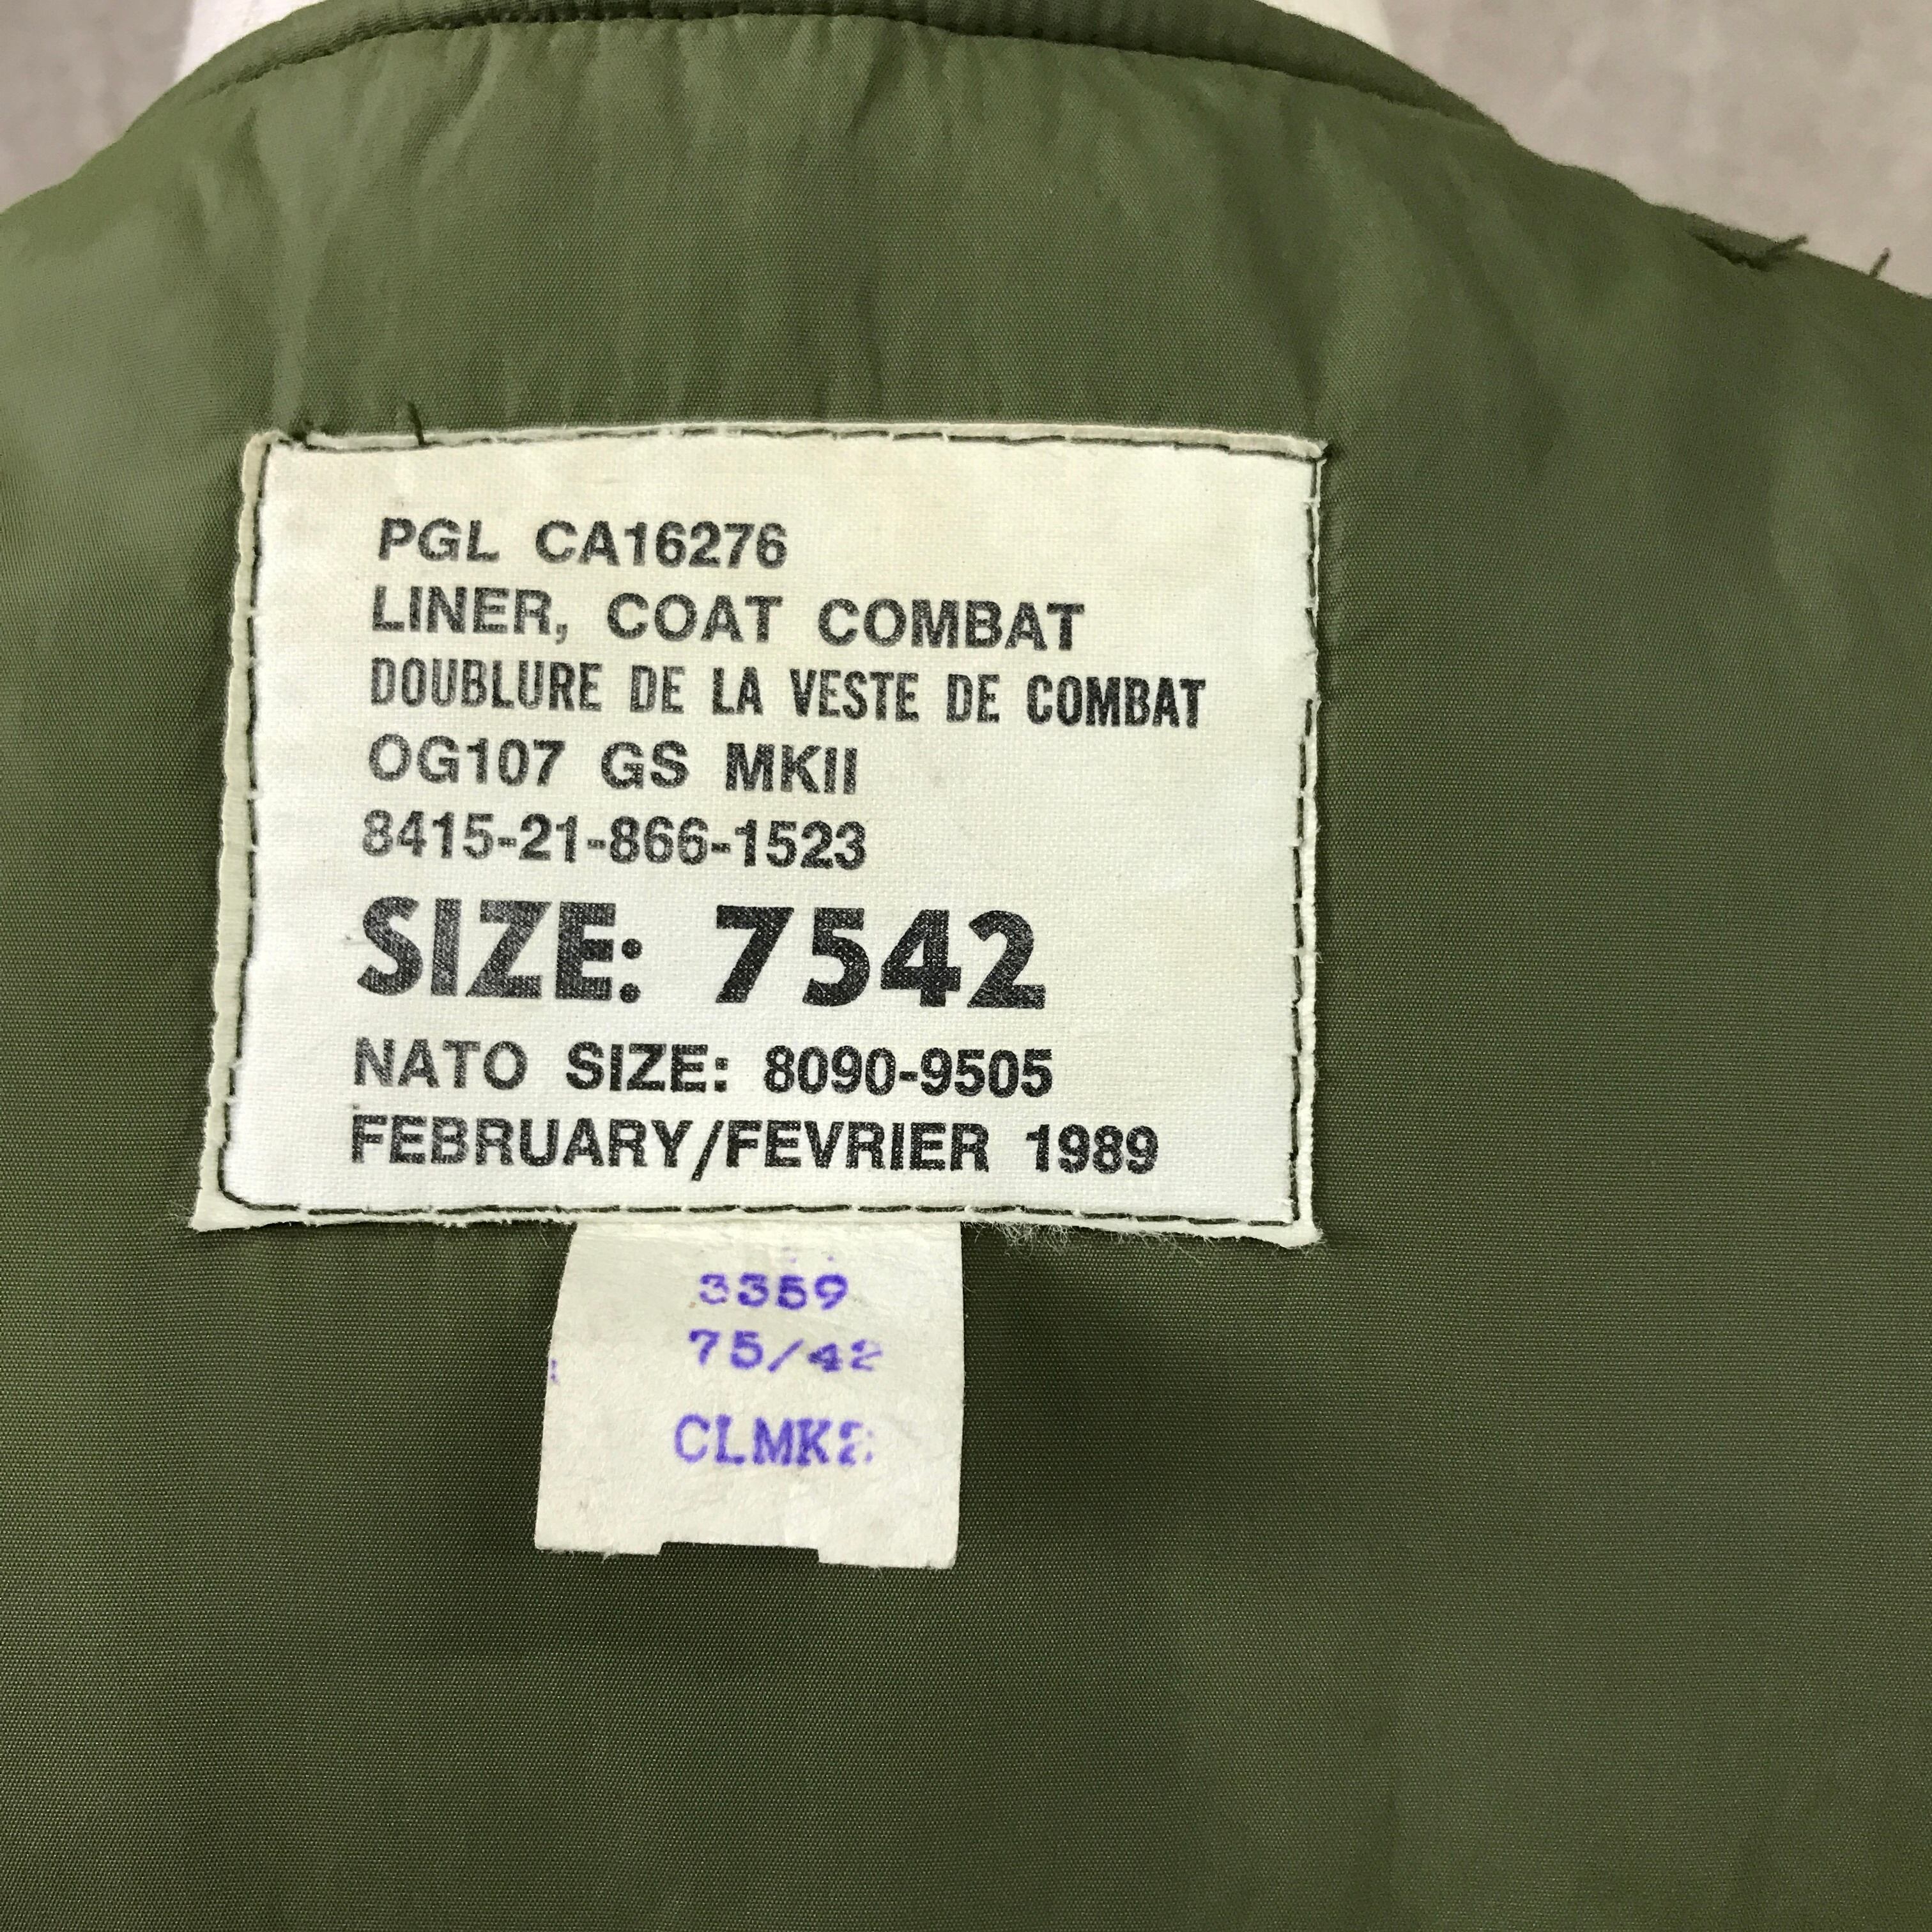 PGL CA16276
LINER, COAT COMBAT
DOUBLURE DE LA VESTE DE COMBAT
OG107 GS MKII
8415-21-866-1523
SIZE: 7542
NATO SIZE: 8090-9505
FEBRUARY/FEVRIER 1989
3359
75/42
CLMK2